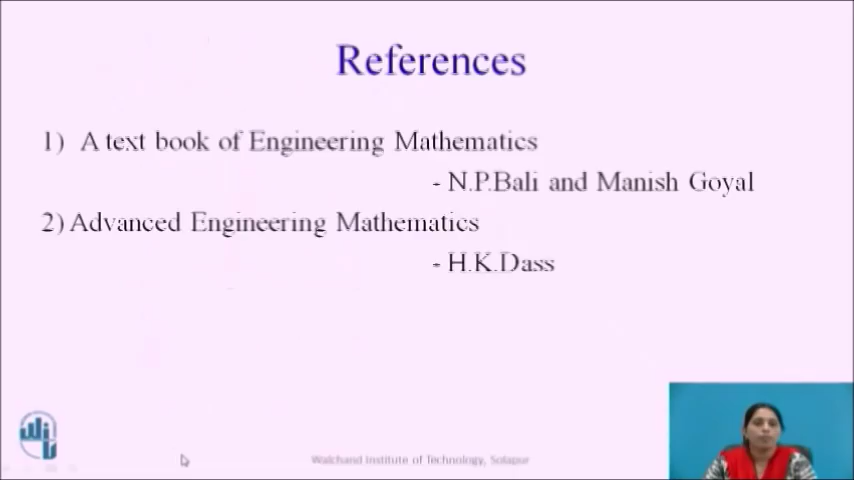 References
1) A text book of Engineering Mathematics
- N.P.Bali and Manish Goyal
2) Advanced Engineering Mathematics
- H.K.Dass
Walchand Institute of Technology, Solapur